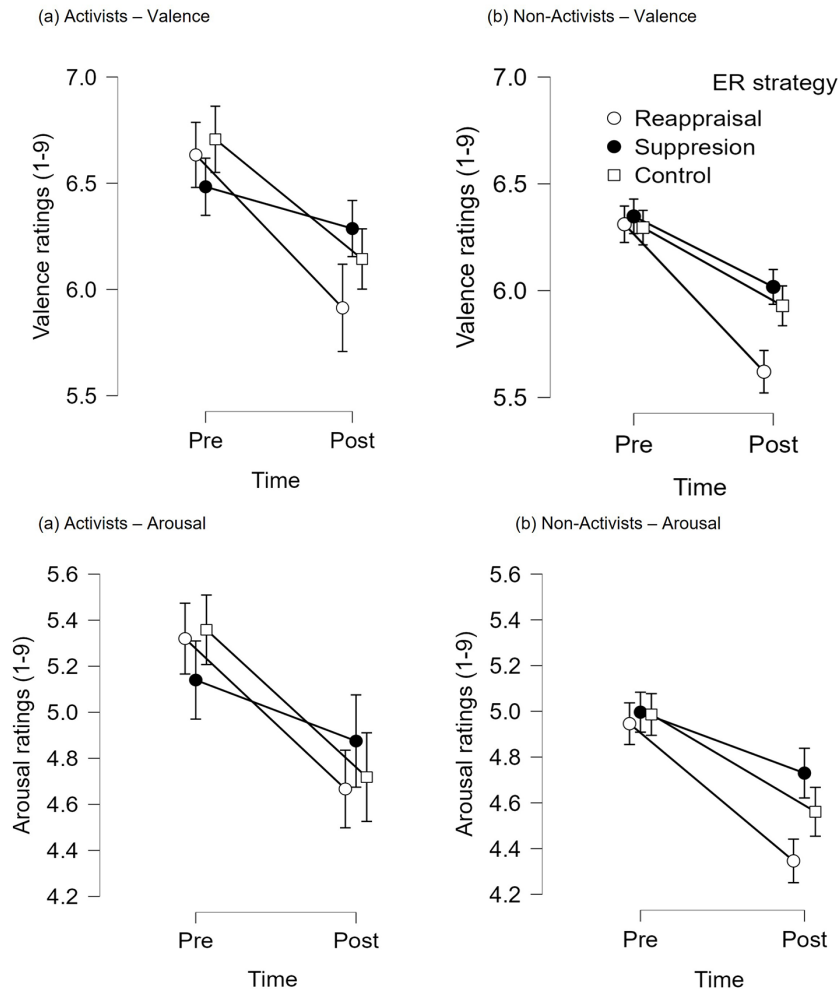 (a) Activists – Valence
(b) Non-Activists – Valence
7.0
6.5
6.0
5.5
Valence ratings (1-9)
Pre
Post
Time
7.0
6.5
6.0
5.5
Valence ratings (1-9)
ER strategy
Reappraisal
Suppresion
Control
Pre
Post
Time
(a) Activists – Arousal
(b) Non-Activists – Arousal
5.6
5.4
5.2
5.0
4.8
4.6
4.4
4.2
Arousal ratings (1-9)
Pre
Post
Time
5.6
5.4
5.2
5.0
4.8
4.6
4.4
4.2
Arousal ratings (1-9)
Pre
Post
Time